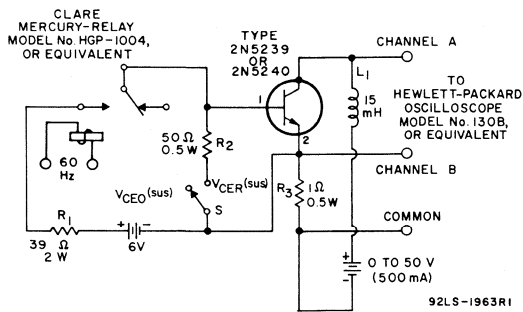 CLARE
MERCURY-RELAY
MODEL No. HGP-1004,
OR EQUIVALENT
TYPE
2N5239
OR
2N5240
CHANNEL A
L1
1
2
15
mH
TO
HEWLETT-PACKARD
OSCILLOSCOPE
MODEL No. 130B,
OR EQUIVALENT
50 Ω
0.5 W
R2
60
Hz
CHANNEL B
VCEO(sus)
VCER(sus)
S
R3
1 Ω
0.5 W
COMMON
R1
39 Ω
2 W
+ -
6V
+
-
0 TO 50 V
(500 mA)
92LS-1963R1